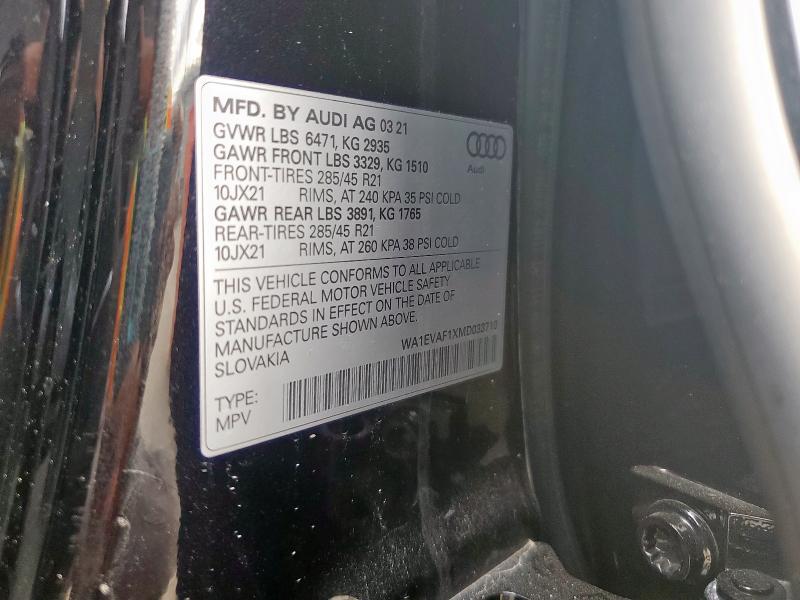 MFD. BY AUDI AG 03 21
GVWR LBS 6471, KG 2935
GAWR FRONT LBS 3329, KG 1510
FRONT-TIRES 285/45 R21
10JX21 RIMS, AT 240 KPA 35 PSI COLD
GAWR REAR LBS 3891, KG 1765
REAR-TIRES 285/45 R21
10JX21 RIMS, AT 260 KPA 38 PSI COLD
Audi
THIS VEHICLE CONFORMS TO ALL APPLICABLE
U.S. FEDERAL MOTOR VEHICLE SAFETY
STANDARDS IN EFFECT ON THE DATE OF
MANUFACTURE SHOWN ABOVE.
SLOVAKIA
WA1EVAF1XMD033710
TYPE:
MPV